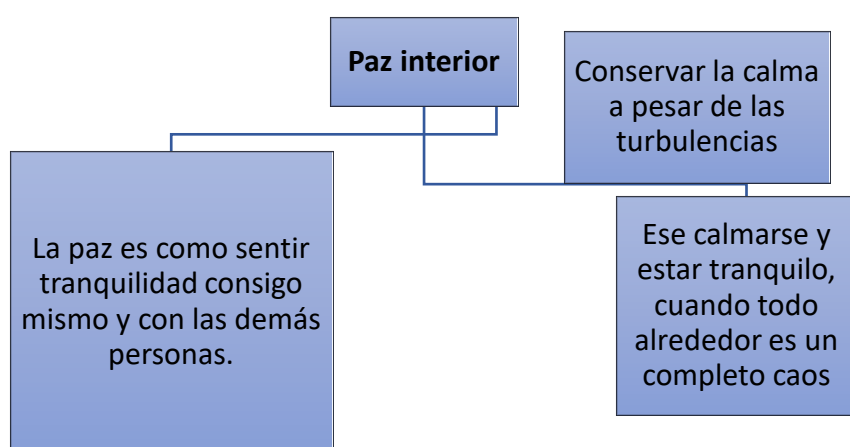 Paz interior
Conservar la calma
a pesar de las
turbulencias
La paz es como sentir
tranquilidad consigo
mismo y con las demás
personas.
Ese calmarse y
estar tranquilo,
cuando todo
alrededor es un
completo caos